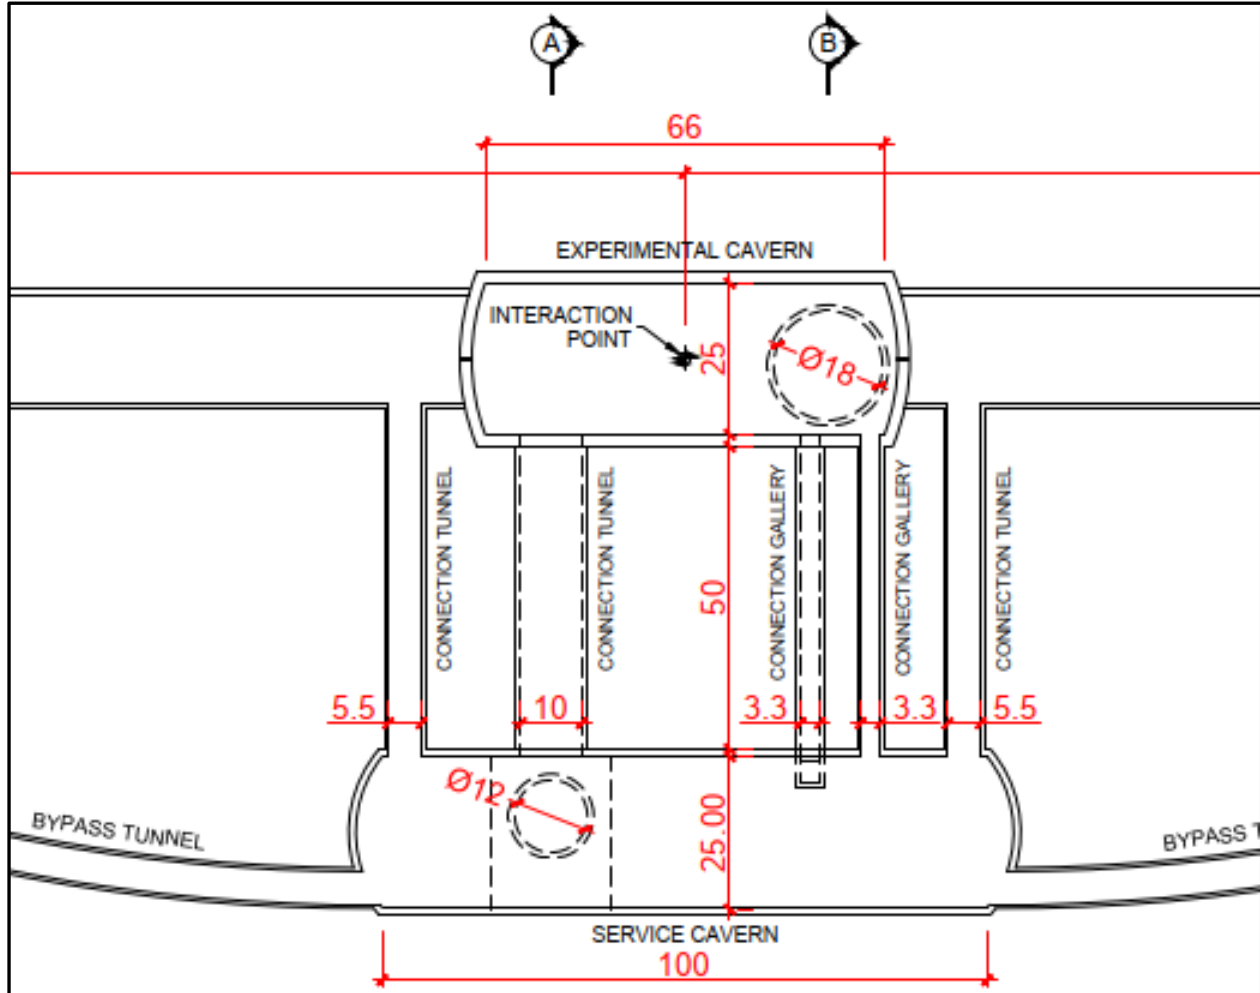 A
B
66
EXPERIMENTAL CAVERN
INTERACTION
POINT
25
Ø18
CONNECTION TUNNEL
CONNECTION TUNNEL
50
CONNECTION GALLERY
CONNECTION GALLERY
CONNECTION TUNNEL
5.5
10
3.3
3.3
5.5
Ø12
25.00
BYPASS TUNNEL
BYPASS T
SERVICE CAVERN
100